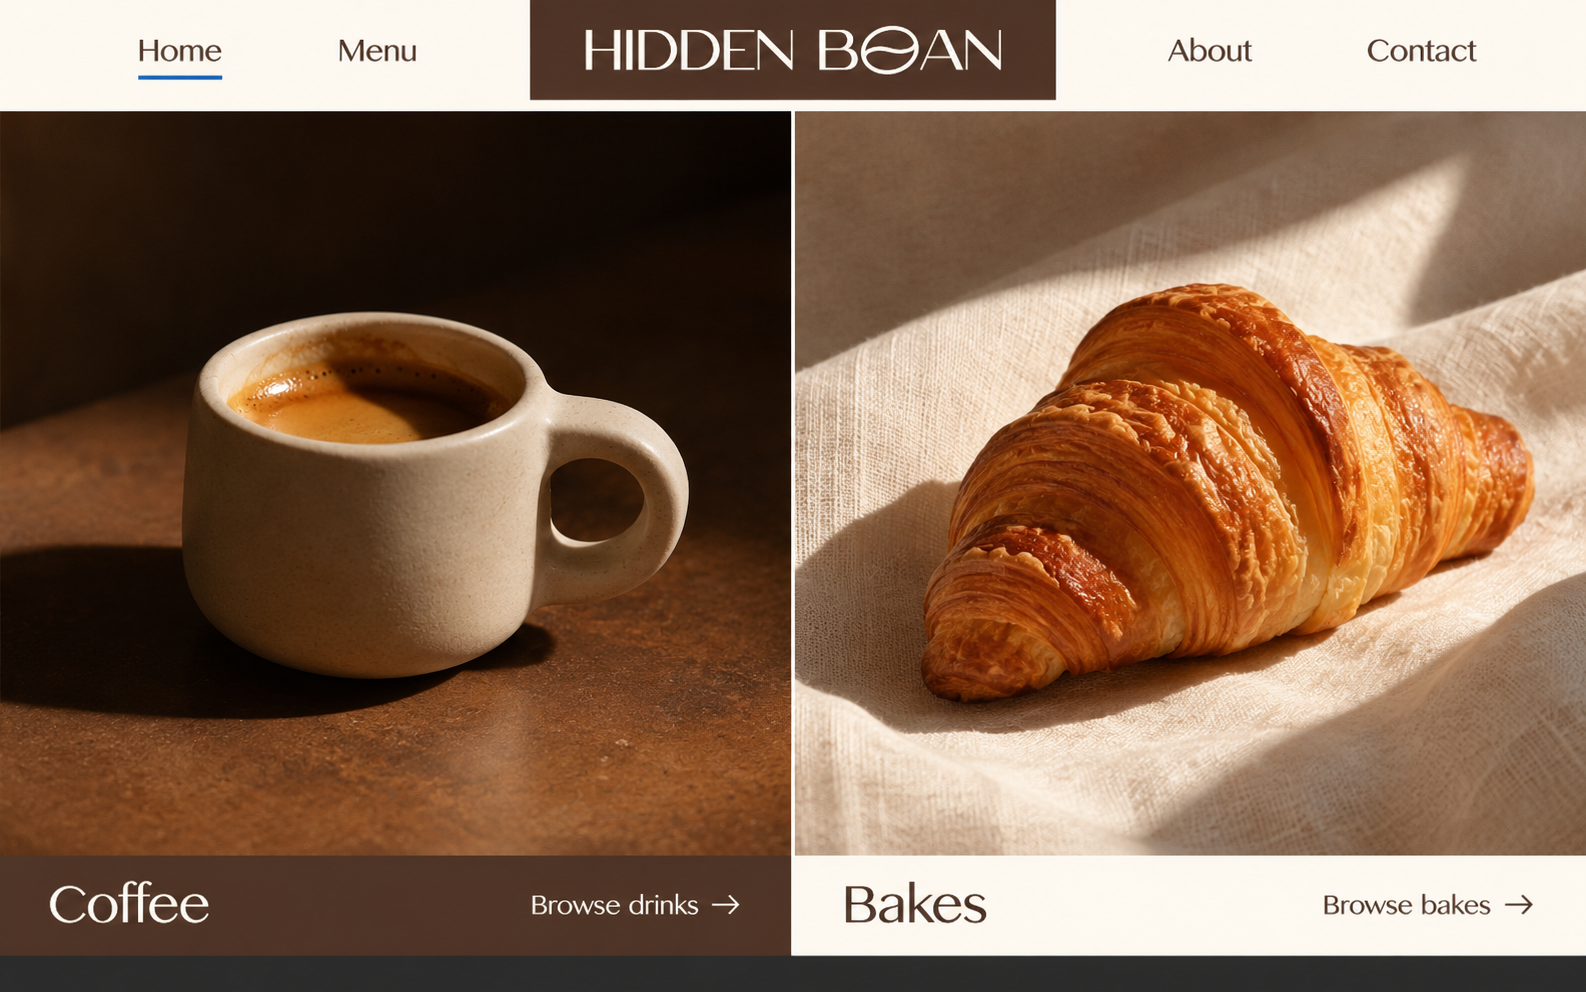 Home
Menu
HIDDEN BEAN
About
Contact
Coffee
Browse drinks →
Bakes
Browse bakes →